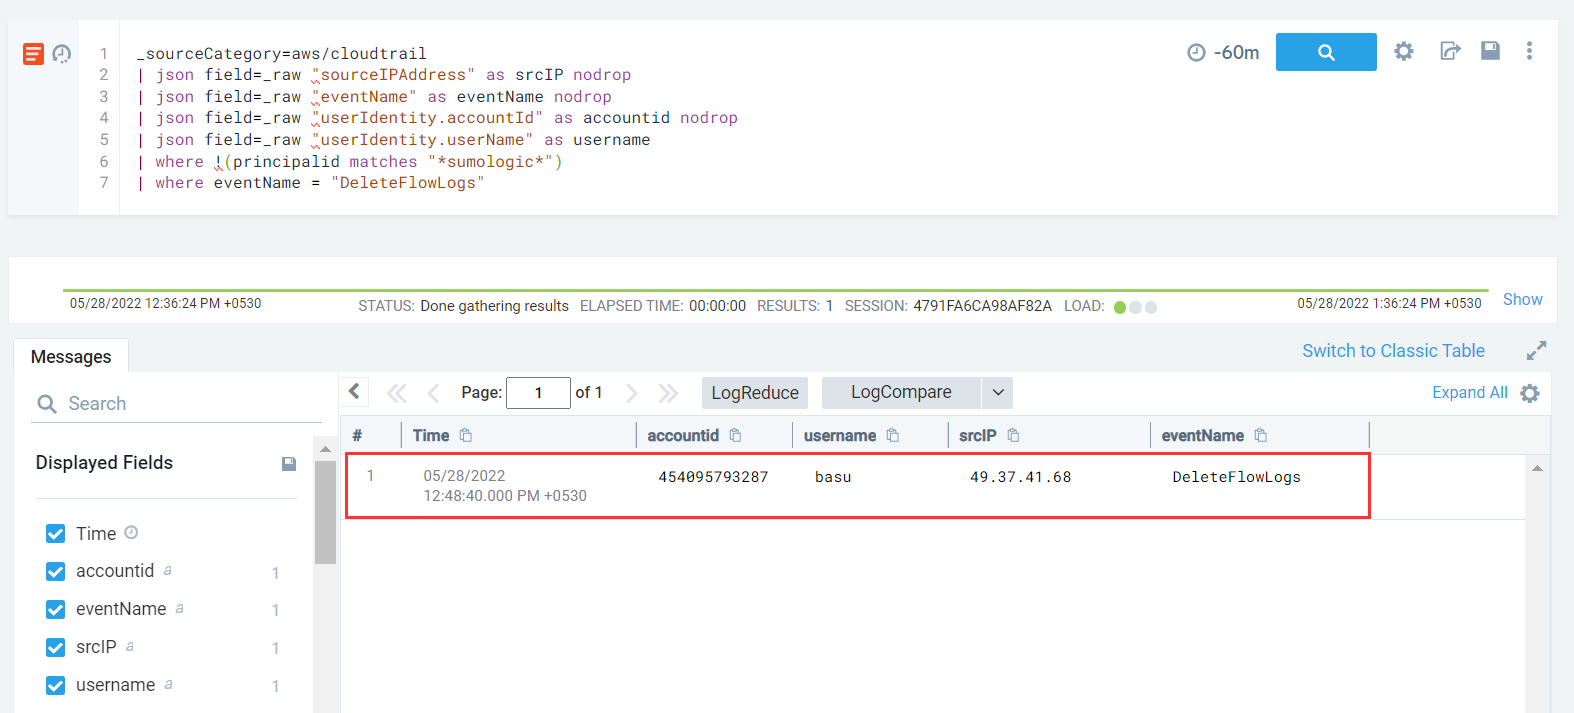 1 _sourceCategory=aws/cloudtrail
2 | json field=_raw "sourceIPAddress" as srcIP nodrop
3 | json field=_raw "eventName" as eventName nodrop
4 | json field=_raw "userIdentity.accountId" as accountid nodrop
5 | json field=_raw "userIdentity.userName" as username
6 | where !(principalid matches "*sumologic*")
7 | where eventName = "DeleteFlowLogs"
-60m
05/28/2022 12:36:24 PM +0530 STATUS: Done gathering results ELAPSED TIME: 00:00:00 RESULTS: 1 SESSION: 4791FA6CA98AF82A LOAD: 05/28/2022 1:36:24 PM +0530 Show
Messages
Switch to Classic Table
Search
Page: 1 of 1 LogReduce LogCompare Expand All
# Time accountid username srcIP eventName
1 05/28/2022 454095793287 basu 49.37.41.68 DeleteFlowLogs
12:48:40.000 PM +0530
Displayed Fields
Time
accountid a 1
eventName a 1
srcIP a 1
username a 1